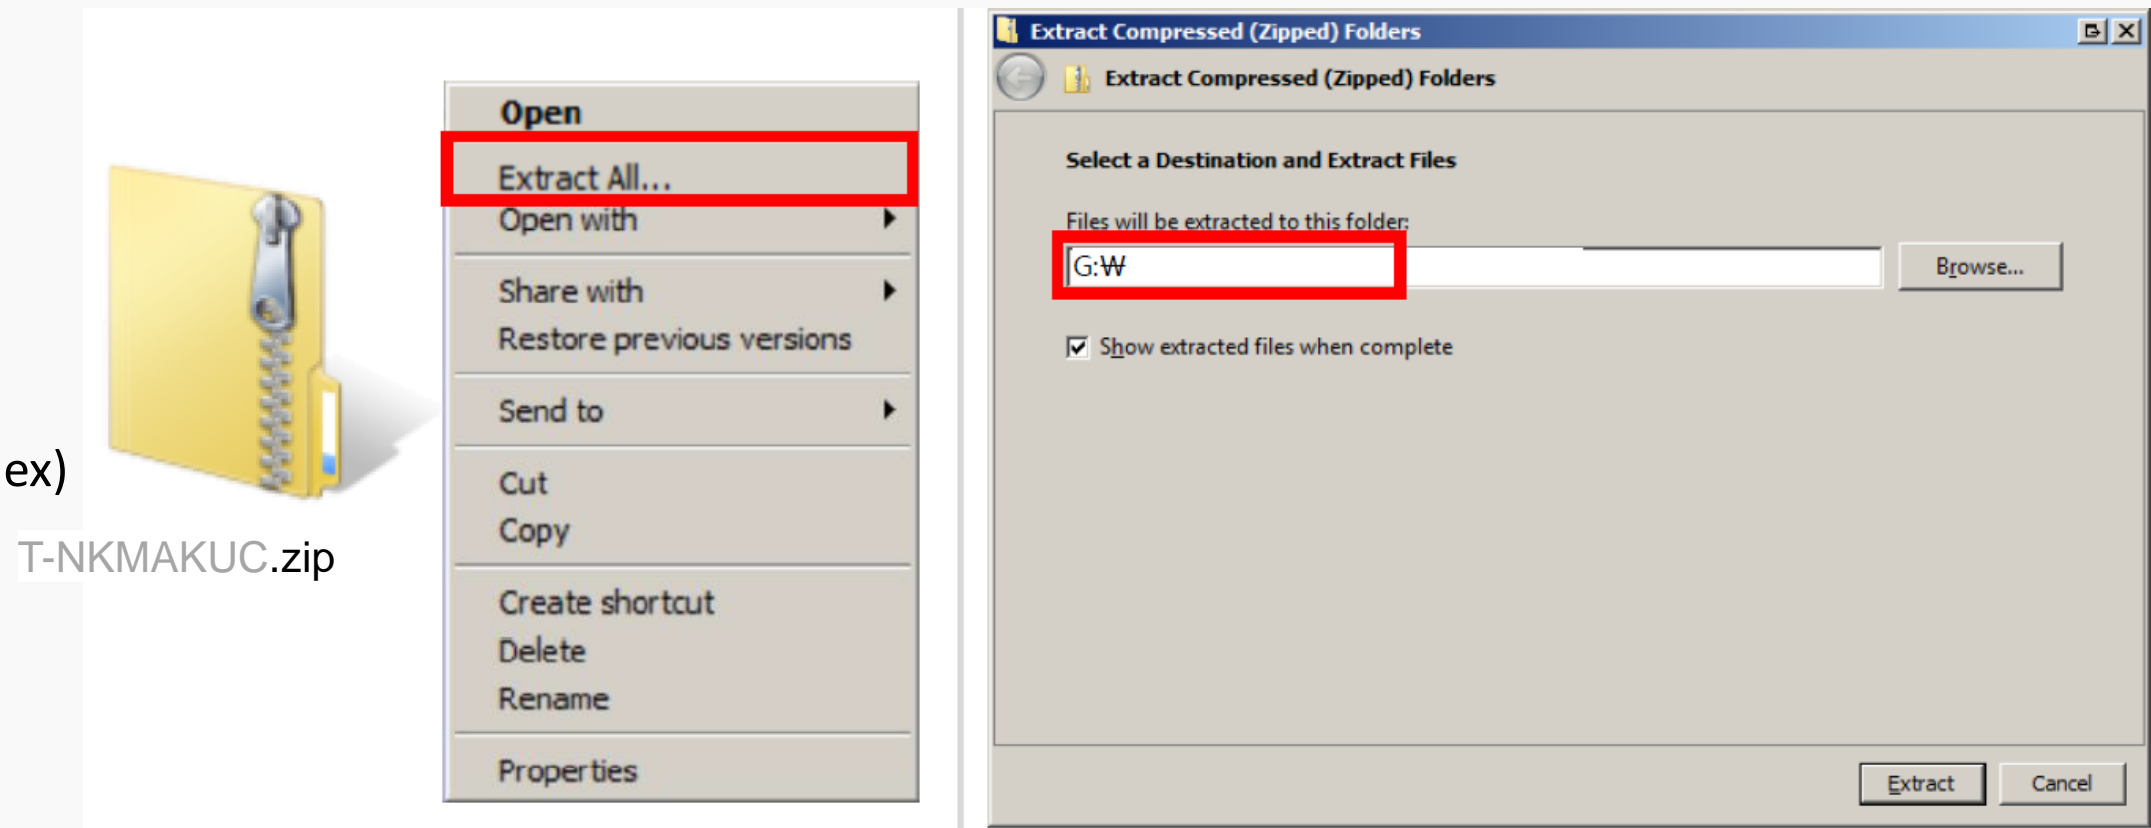 ex)
T-NKMAKUC.zip
Open
Extract All...
Open with
Share with
Restore previous versions
Send to
Cut
Copy
Create shortcut
Delete
Rename
Properties
Extract Compressed (Zipped) Folders
Extract Compressed (Zipped) Folders
Select a Destination and Extract Files
Files will be extracted to this folder:
G:₩
Browse...
Show extracted files when complete
Extract
Cancel